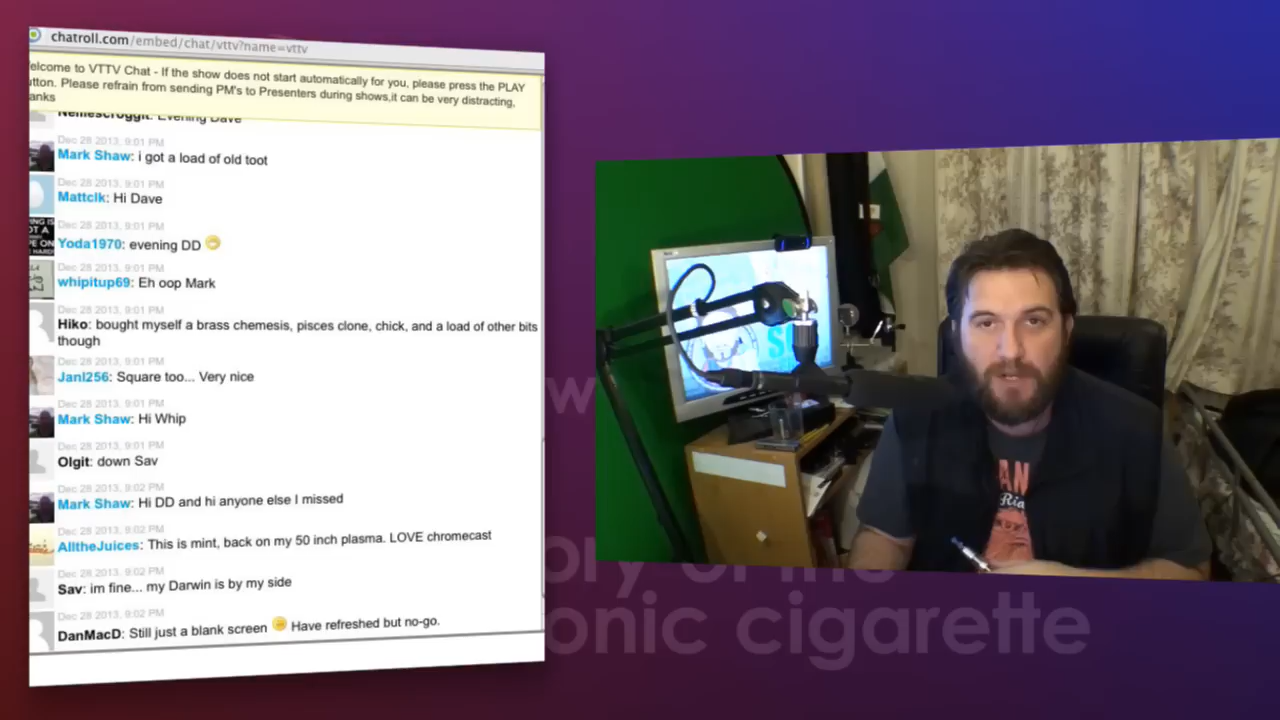 chatroll.com/embed/chat/vttv?name=vttv
elcome to VTTV Chat - If the show does not start automatically for you, please press the PLAY
utton. Please refrain from sending PM's to Presenters during shows,it can be very distracting,
anks
Evening Dave
Dec 28 2013, 9:01 PM
Mark Shaw: i got a load of old toot
Dec 28 2013, 9:01 PM
Mattclk: Hi Dave
Dec 28 2013, 9:01 PM
Yoda1970: evening DD
Dec 28 2013, 9:01 PM
whipitup69: Eh oop Mark
Dec 28 2013, 9:01 PM
Hiko: bought myself a brass chemesis, pisces clone, chick, and a load of other bits
though
Dec 28 2013, 9:01 PM
JanI256: Square too... Very nice
Dec 28 2013, 9:01 PM
Mark Shaw: Hi Whip
Dec 28 2013, 9:01 PM
Olgit: down Sav
Dec 28 2013, 9:02 PM
Mark Shaw: Hi DD and hi anyone else I missed
Dec 28 2013, 9:02 PM
AlltheJuices: This is mint, back on my 50 inch plasma. LOVE chromecast
Dec 28 2013, 9:02 PM
Sav: im fine... my Darwin is by my side
Dec 28 2013, 9:02 PM
DanMacD: Still just a blank screen Have refreshed but no-go.
w
ory of the
onic cigarette